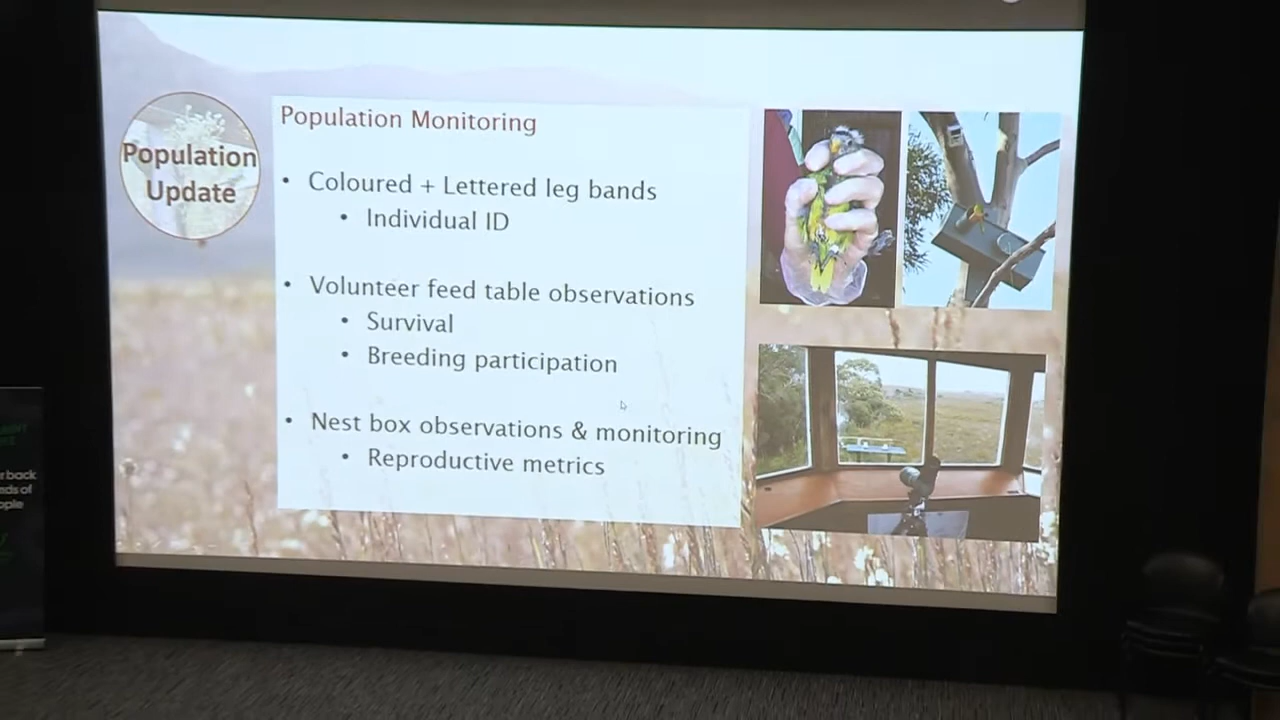 Population
Update
Population Monitoring
• Coloured + Lettered leg bands
• Individual ID
• Volunteer feed table observations
• Survival
• Breeding participation
• Nest box observations & monitoring
• Reproductive metrics
back